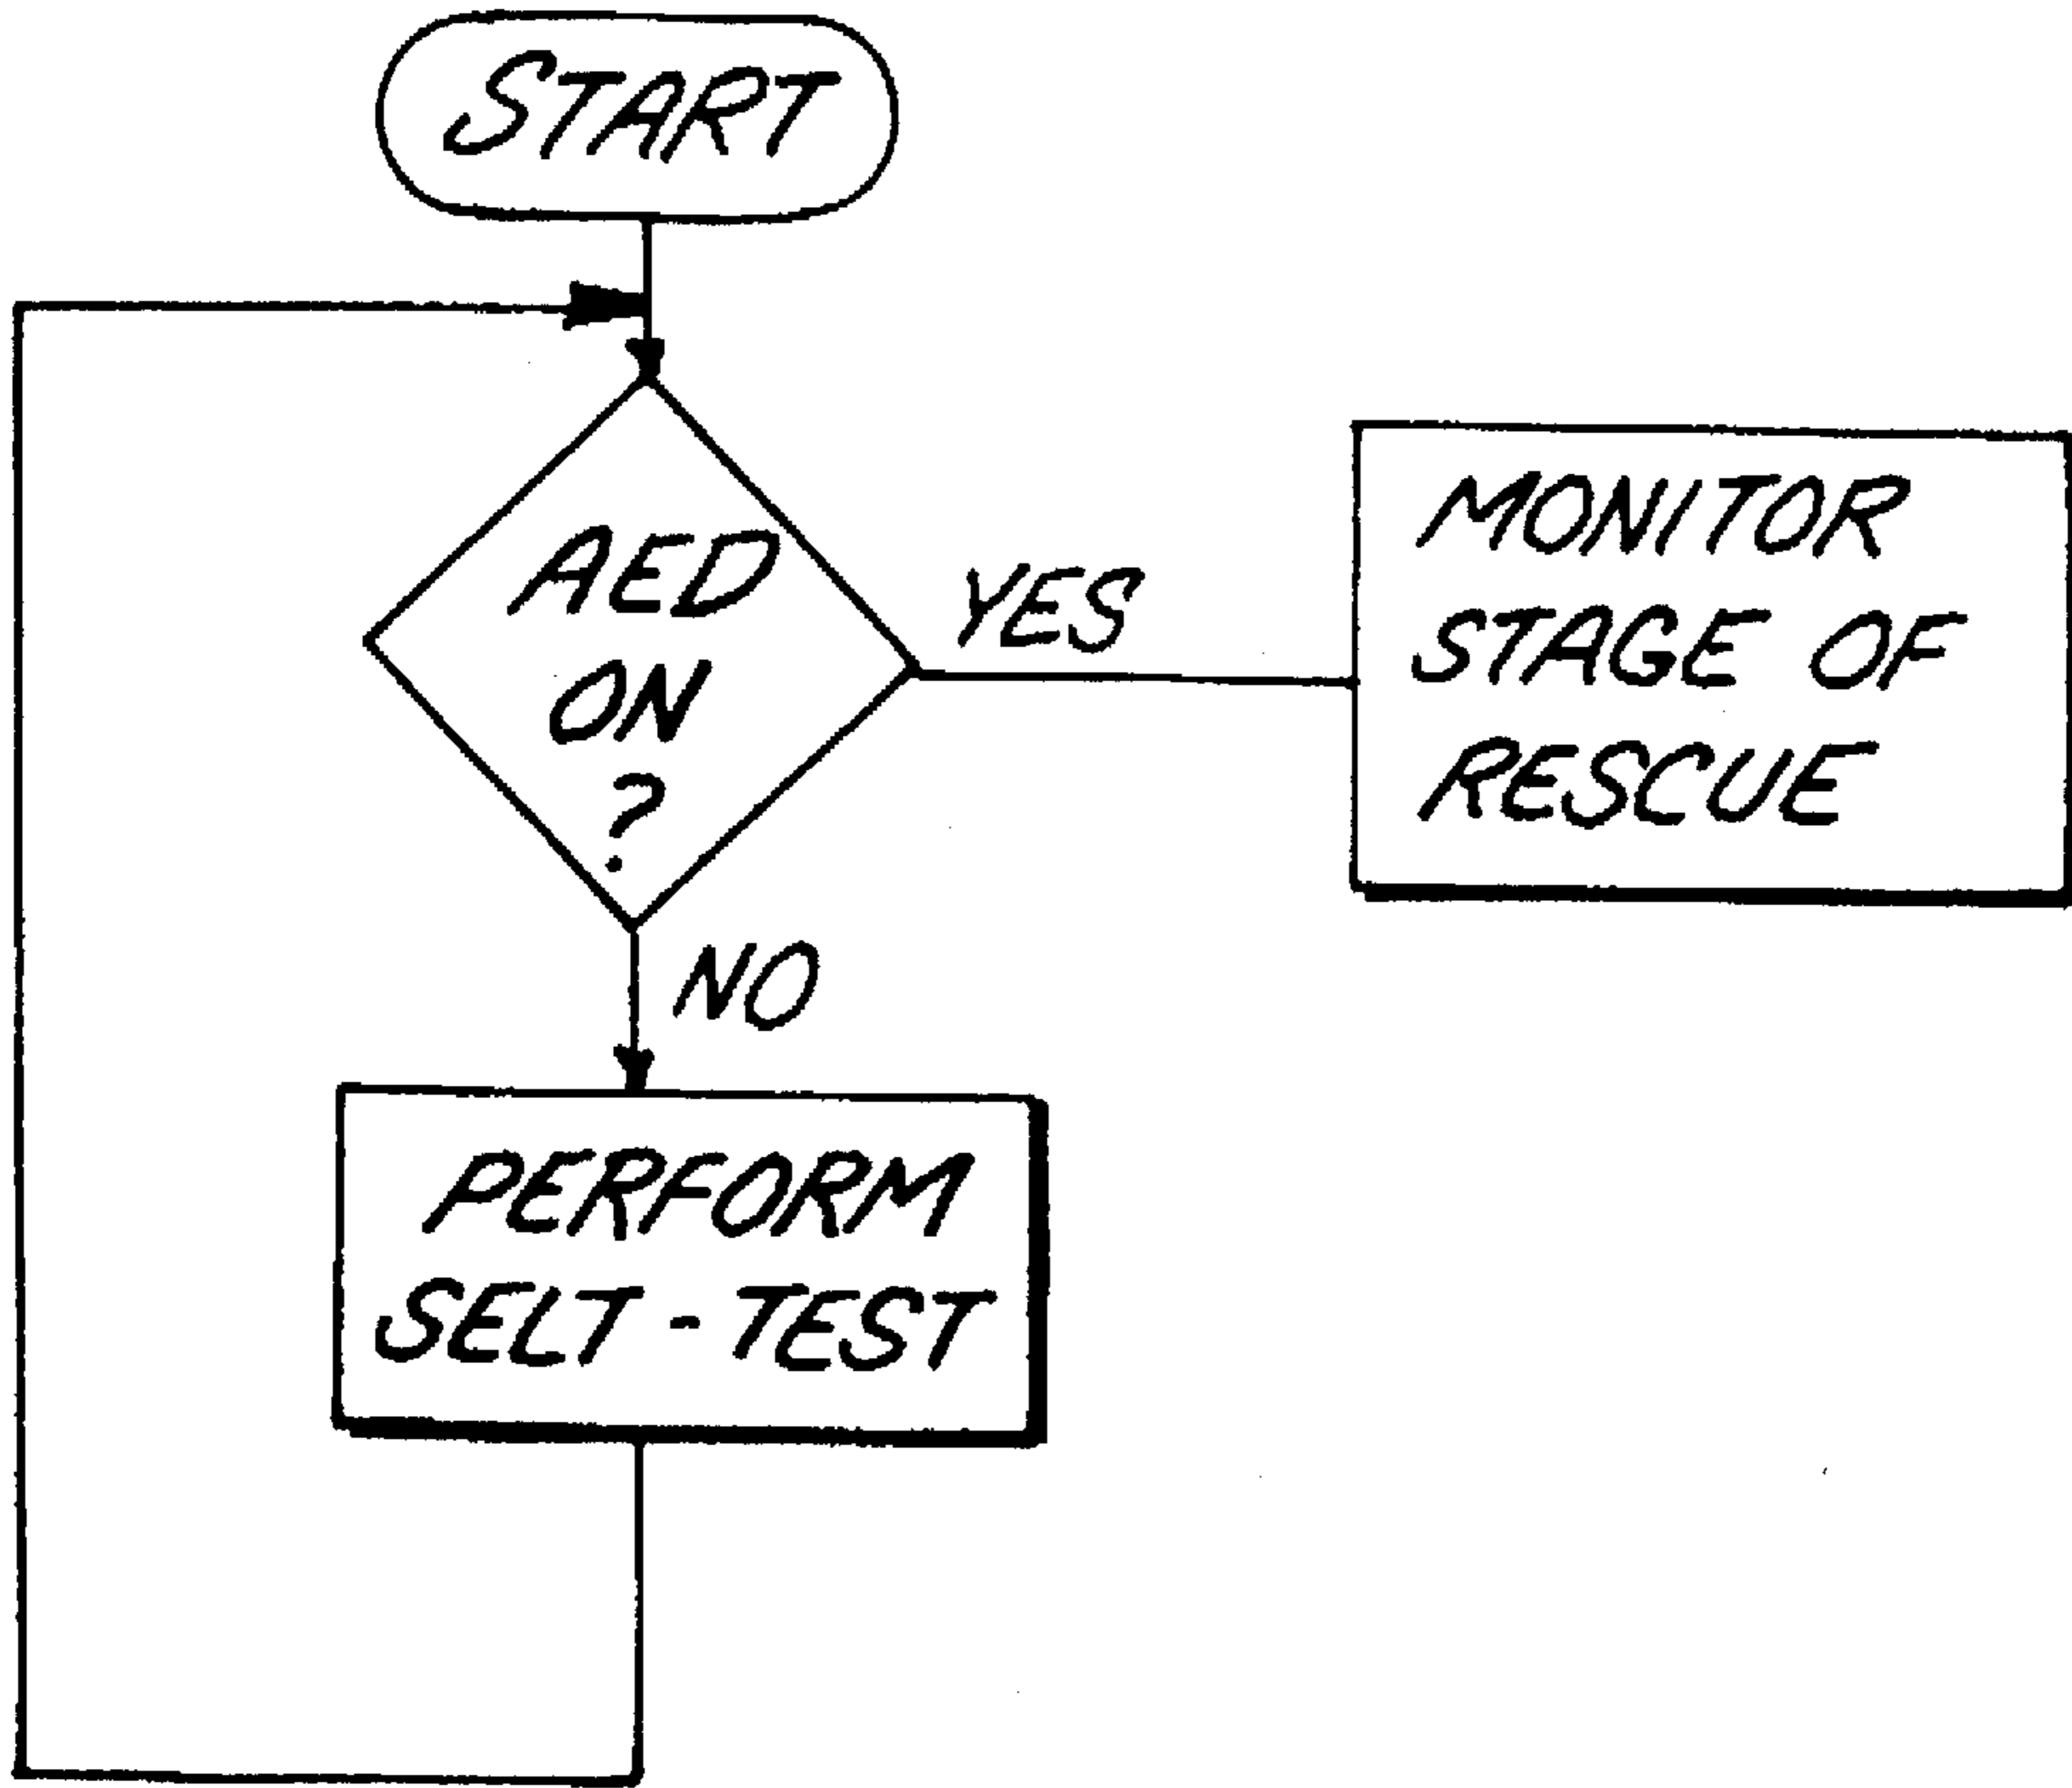 START
AED
ON
?
YES
MONITOR
STAGE OF
RESCUE
NO
PERFORM
SELT-TEST